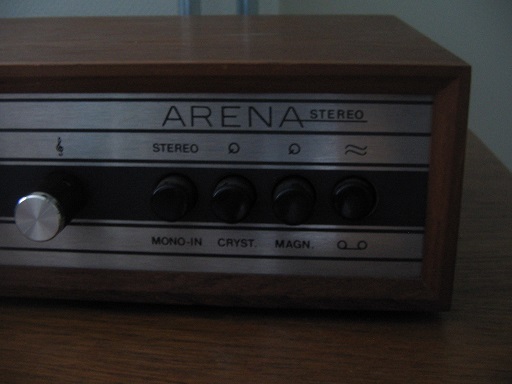 ARENA STEREO
STEREO
MONO-IN CRYST. MAGN.